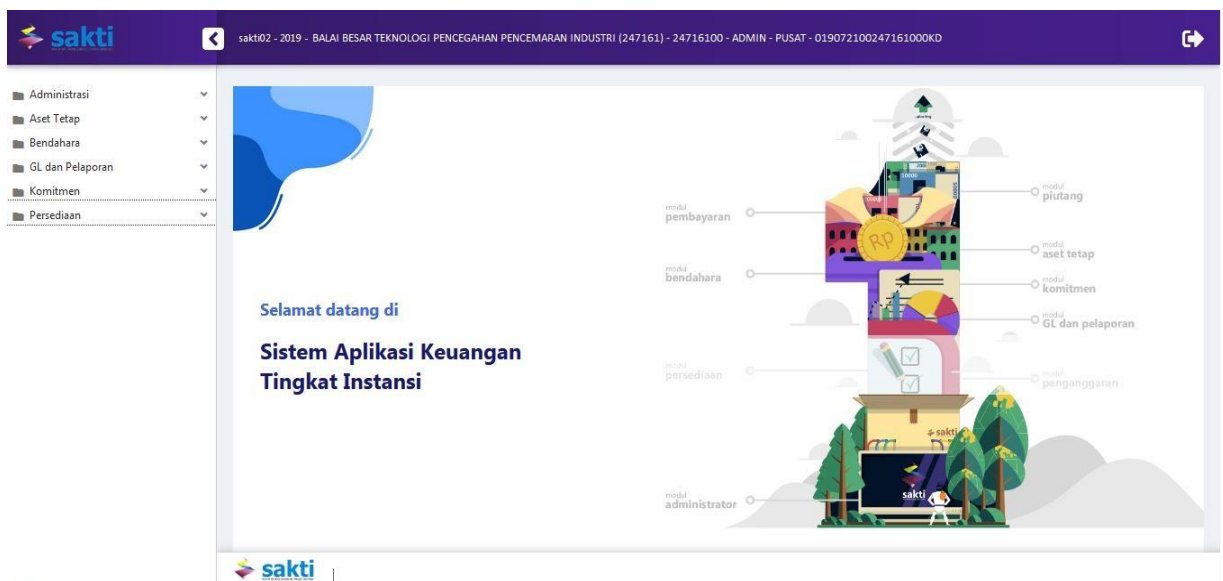 sakti
sakti02 - 2019 - BALAI BESAR TEKNOLOGI PENCEGAHAN PENCEMARAN INDUSTRI (247161) - 24716100 - ADMIN - PUSAT - 019072100247161000KD
Administrasi
Aset Tetap
Bendahara
GL dan Pelaporan
Komitmen
Persediaan
Selamat datang di
Sistem Aplikasi Keuangan
Tingkat Instansi
modul
pembayaran
modul
bendahara
modul
persediaan
modul
administrator
modul
piutang
modul
aset tetap
modul
komitmen
modul
GL dan pelaporan
modul
penganggaran
10000
50000
Rp
sakti
sakti
sakti